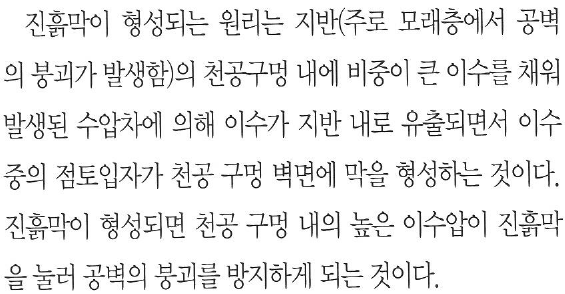 진흙막이 형성되는 원리는 지반(주로 모래층에서 공벽
의 붕괴가 발생함)의 천공구멍 내에 비중이 큰 이수를 채워
발생된 수압차에 의해 이수가 지반 내로 유출되면서 이수
중의 점토입자가 천공 구멍 벽면에 막을 형성하는 것이다.
진흙막이 형성되면 천공 구멍 내의 높은 이수압이 진흙막
을 눌러 공벽의 붕괴를 방지하게 되는 것이다.